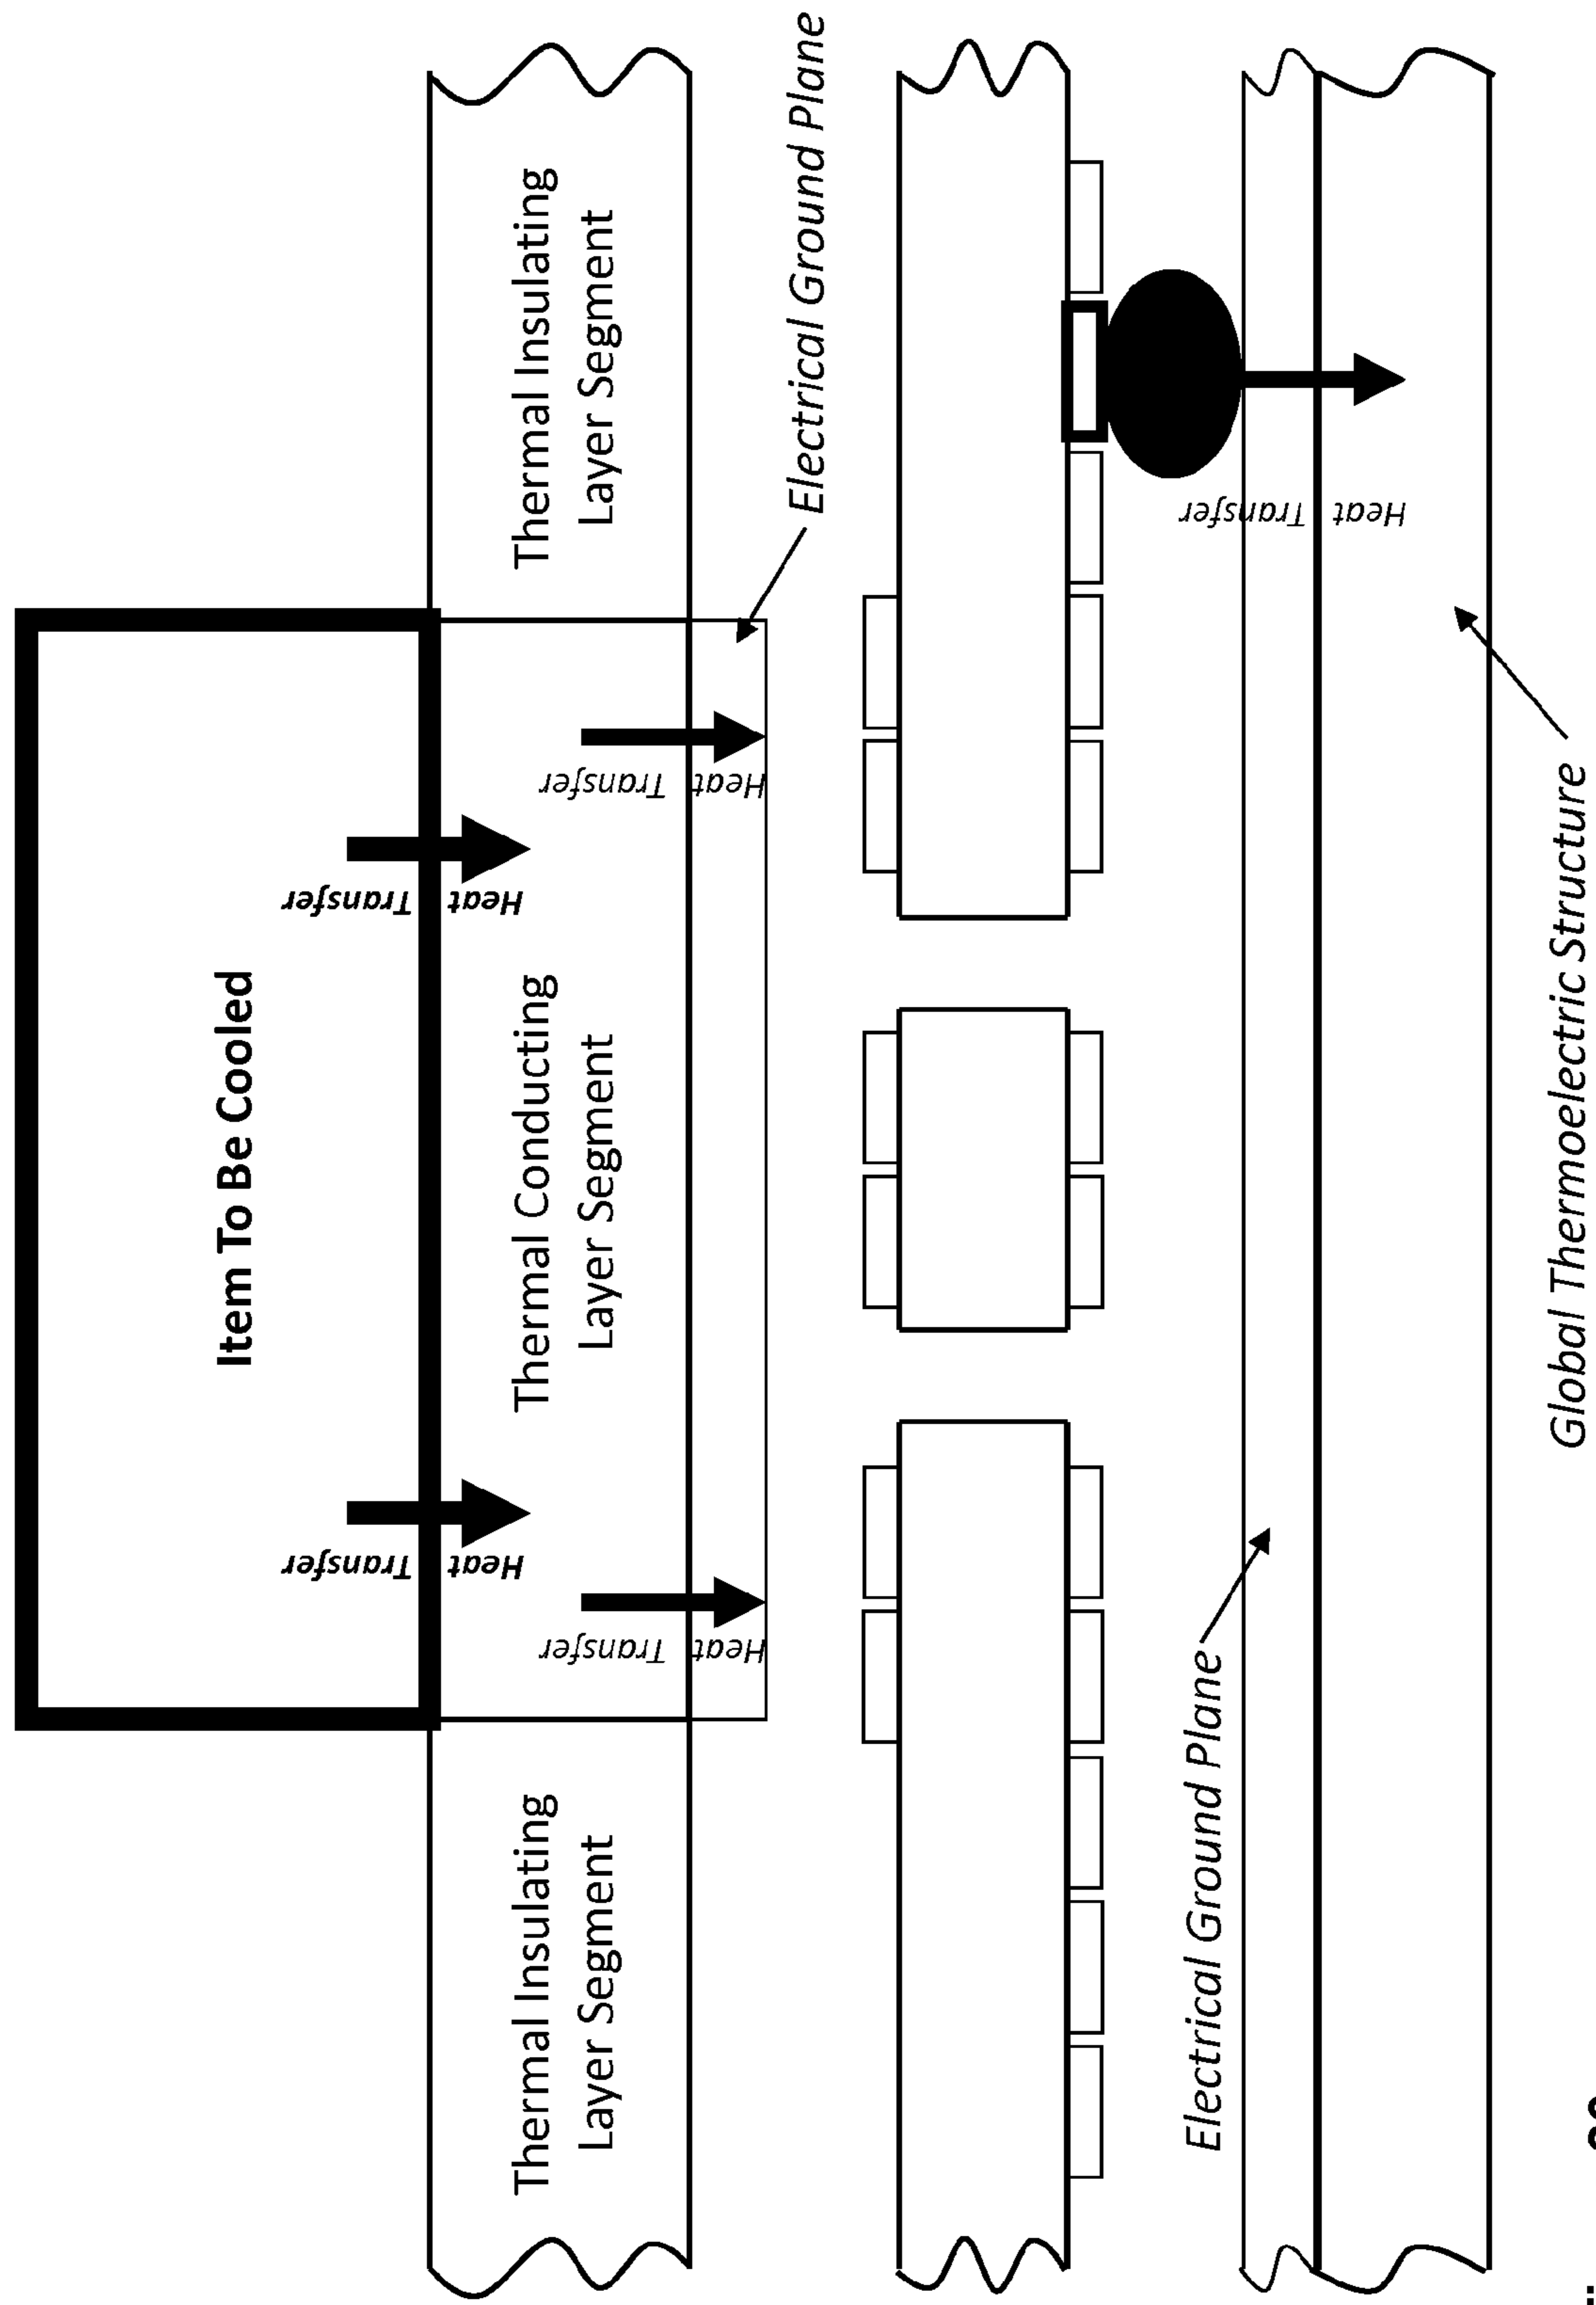 Item To Be Cooled
Heat Transfer
Heat Transfer
Thermal Insulating
Layer Segment
Thermal Conducting
Layer Segment
Thermal Insulating
Layer Segment
Heat Transfer
Heat Transfer
Electrical Ground Plane
Electrical Ground Plane
Heat Transfer
Global Thermoelectric Structure